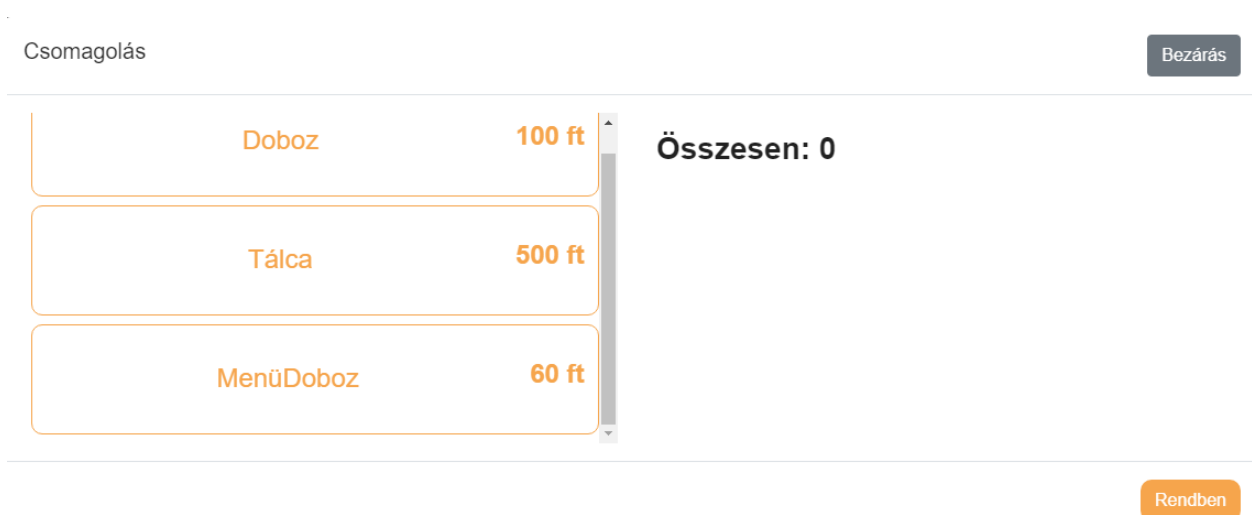 Csomagolás
Bezárás
Doboz 100 ft
Összesen: 0
Tálca 500 ft
MenüDoboz 60 ft
Rendben